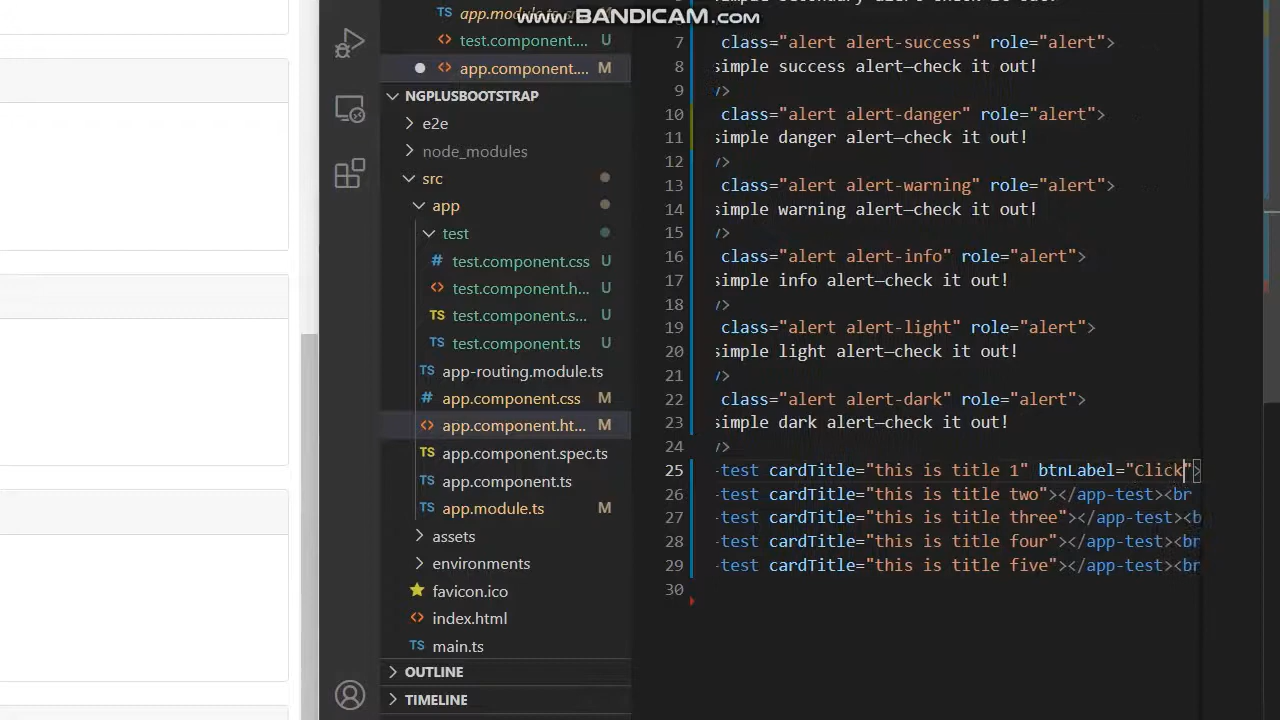 www.BANDICAM.com
app.module.ts
test.component.... U
app.component.... M
NGPLUSBOOTSTRAP
e2e
node_modules
src
app
test
test.component.css U
test.component.h... U
test.component.s... U
test.component.ts U
app-routing.module.ts
app.component.css M
app.component.ht... M
app.component.spec.ts
app.component.ts
app.module.ts M
assets
environments
favicon.ico
index.html
main.ts
OUTLINE
TIMELINE
7 class="alert alert-success" role="alert">
8 simple success alert—check it out!
9 />
10 class="alert alert-danger" role="alert">
11 simple danger alert—check it out!
12 />
13 class="alert alert-warning" role="alert">
14 simple warning alert—check it out!
15 />
16 class="alert alert-info" role="alert">
17 simple info alert—check it out!
18 />
19 class="alert alert-light" role="alert">
20 simple light alert—check it out!
21 />
22 class="alert alert-dark" role="alert">
23 simple dark alert—check it out!
24 />
25 -test cardTitle="this is title 1" btnLabel="Click">
26 -test cardTitle="this is title two"></app-test><br
27 -test cardTitle="this is title three"></app-test><b
28 -test cardTitle="this is title four"></app-test><br
29 -test cardTitle="this is title five"></app-test><br
30